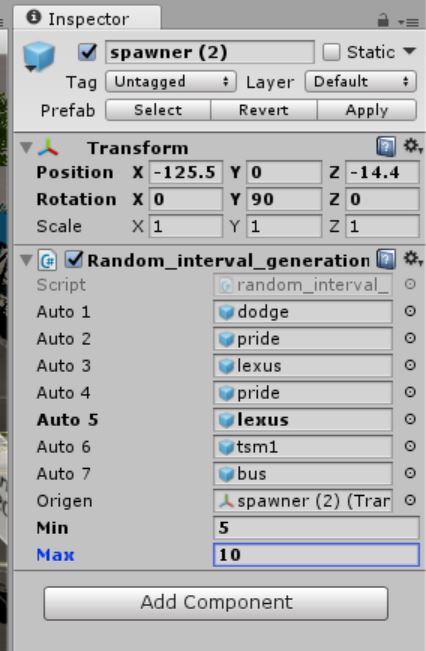 Inspector
spawner (2) Static
Tag Untagged Layer Default
Prefab Select Revert Apply
Transform
Position X -125.5 Y 0 Z -14.4
Rotation X 0 Y 90 Z 0
Scale X 1 Y 1 Z 1
Random_interval_generation
Script random_interval_
Auto 1 dodge
Auto 2 pride
Auto 3 lexus
Auto 4 pride
Auto 5 lexus
Auto 6 tsm1
Auto 7 bus
Origen spawner (2) (Tran
Min 5
Max 10
Add Component